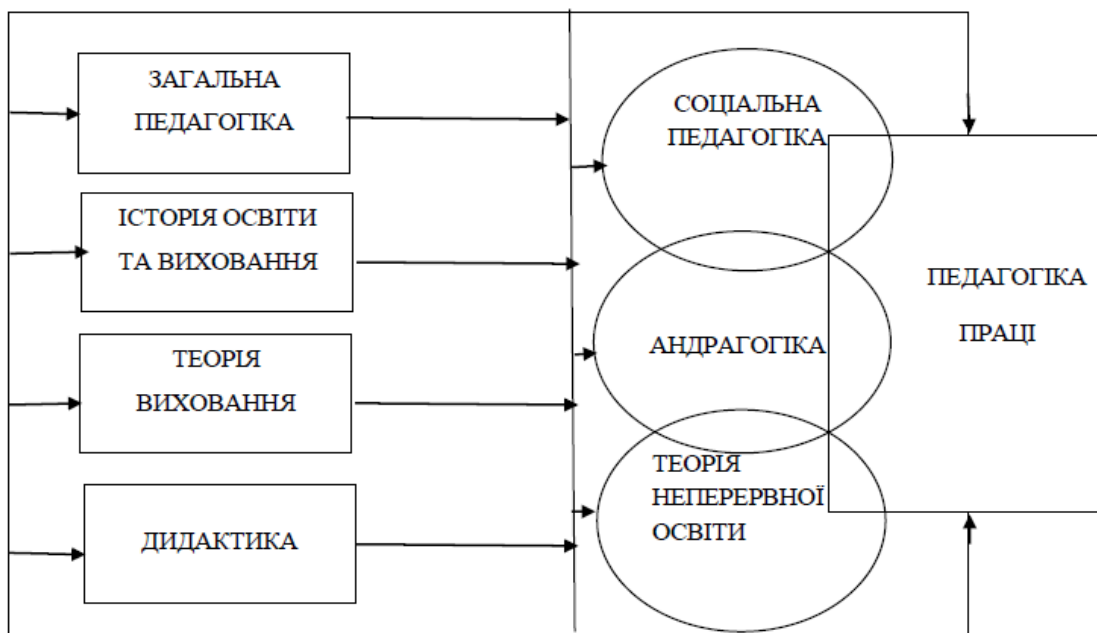 ЗАГАЛЬНА
ПЕДАГОГІКА
ІСТОРІЯ ОСВІТИ
ТА ВИХОВАННЯ
ТЕОРІЯ
ВИХОВАННЯ
ДИДАКТИКА
СОЦІАЛЬНА
ПЕДАГОГІКА
АНДРАГОГІКА
ТЕОРІЯ
НЕПЕРЕРВНОЇ
ОСВІТИ
ПЕДАГОГІКА
ПРАЦІ